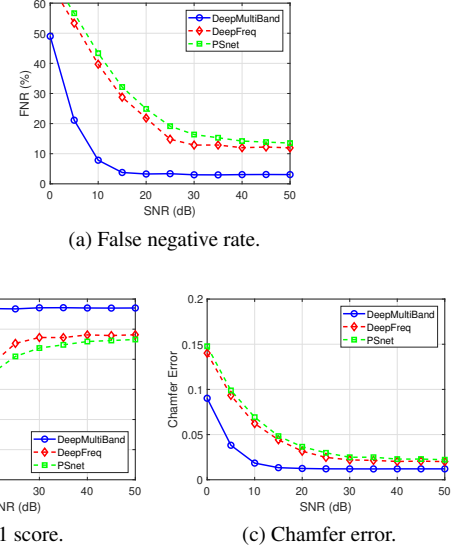 60
50
40
30
20
10
0
FNR (%)
DeepMultiBand
DeepFreq
PSnet
0 10 20 30 40 50
SNR (dB)
(a) False negative rate.
DeepMultiBand
DeepFreq
PSnet
30 40 50
NR (dB)
1 score.
0.2
0.15
0.1
0.05
0
Chamfer Error
DeepMultiBand
DeepFreq
PSnet
0 10 20 30 40 50
SNR (dB)
(c) Chamfer error.